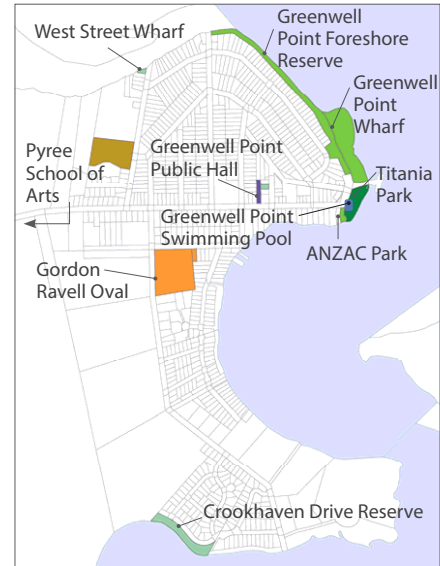 West Street Wharf
Greenwell
Point Foreshore
Reserve
Greenwell
Point
Wharf
Pyree
School of
Arts
Greenwell Point
Public Hall
Titania
Park
Greenwell Point
Swimming Pool
ANZAC Park
Gordon
Ravell Oval
Crookhaven Drive Reserve